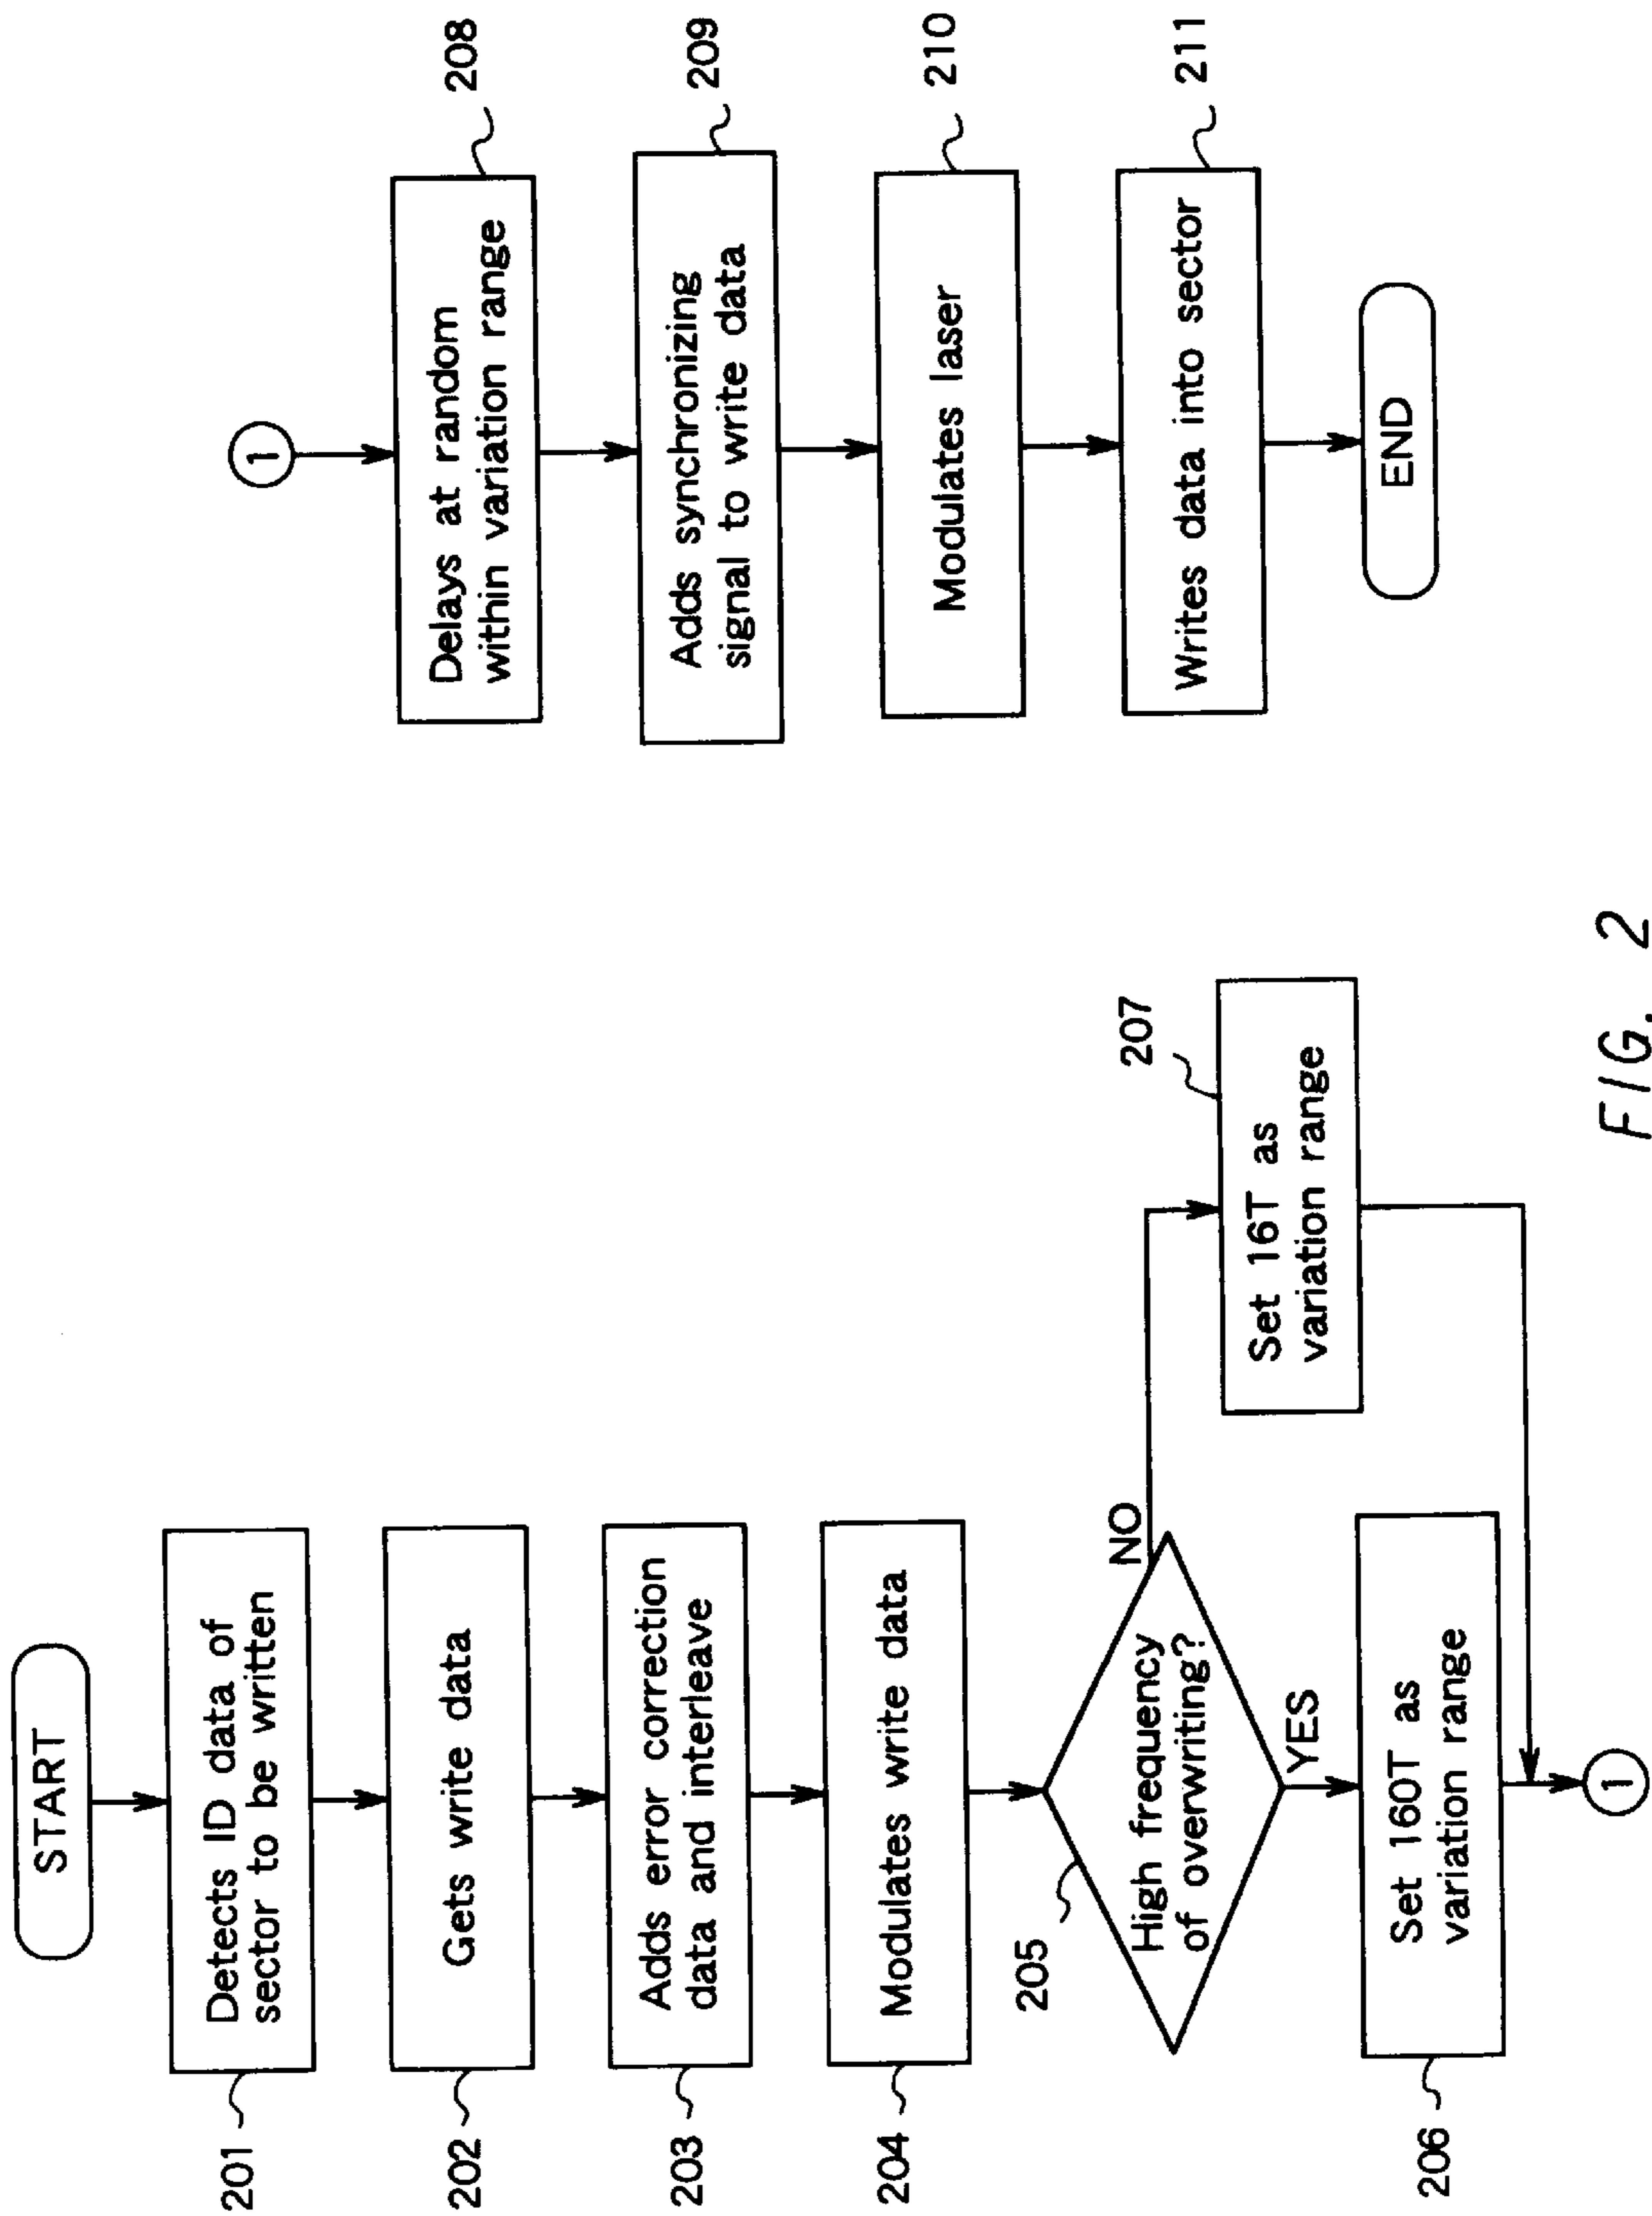 START
201
Detects ID data of
sector to be written
202
Gets write data
203
Adds error correction
data and interleave
204
Modulates write data
205
High frequency
of overwriting?
NO
YES
206
Set 160T as
variation range
207
Set 16T as
variation range
1
1
208
Delays at random
within variation range
209
Adds synchronizing
signal to write data
210
Modulates laser
211
Writes data into sector
END
FIG. 2